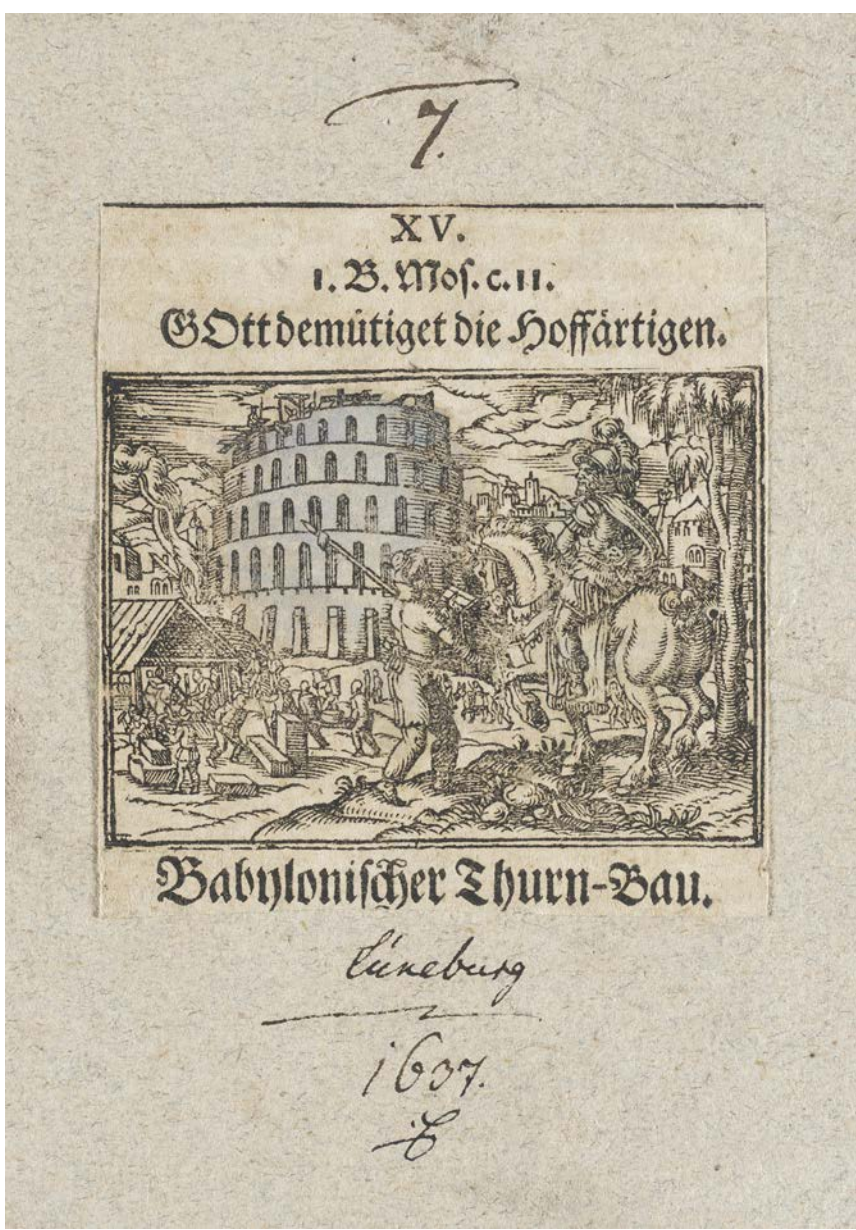 7.
XV.
1. B. Moſ. c. 11.
GOtt demütiget die Hoffärtigen.
Babyloniſcher Thurn-Bau.
Lüneburg
1637.